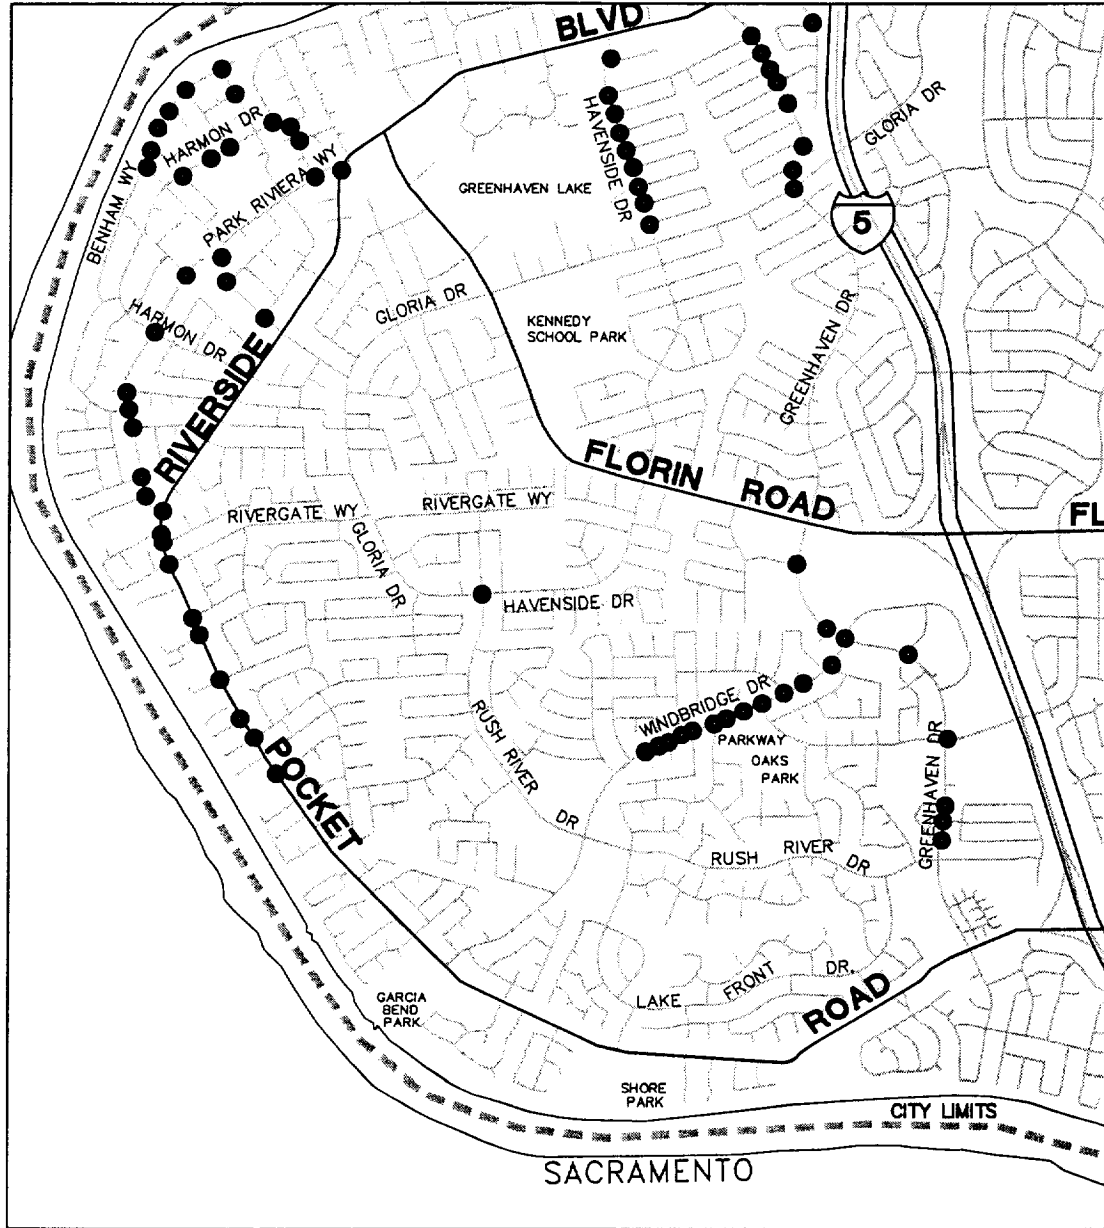 BLVD
HAVENSIDE DR
GLORIA DR
HARMON DR
BENHAM WY
PARK RIVIERA WY
GREENHAVEN LAKE
5
HARMON DR
GLORIA DR
KENNEDY
SCHOOL PARK
GREENHAVEN DR
RIVERSIDE
FLORIN ROAD
FL
RIVERGATE WY
RIVERGATE WY
GLORIA DR
HAVENSIDE DR
WINDBRIDGE DR
PARKWAY
OAKS
PARK
RUSH RIVER DR
POCKET
GREENHAVEN DR
RUSH RIVER DR
LAKE FRONT DR.
ROAD
GARCIA
BEND
PARK
SHORE
PARK
CITY LIMITS
SACRAMENTO